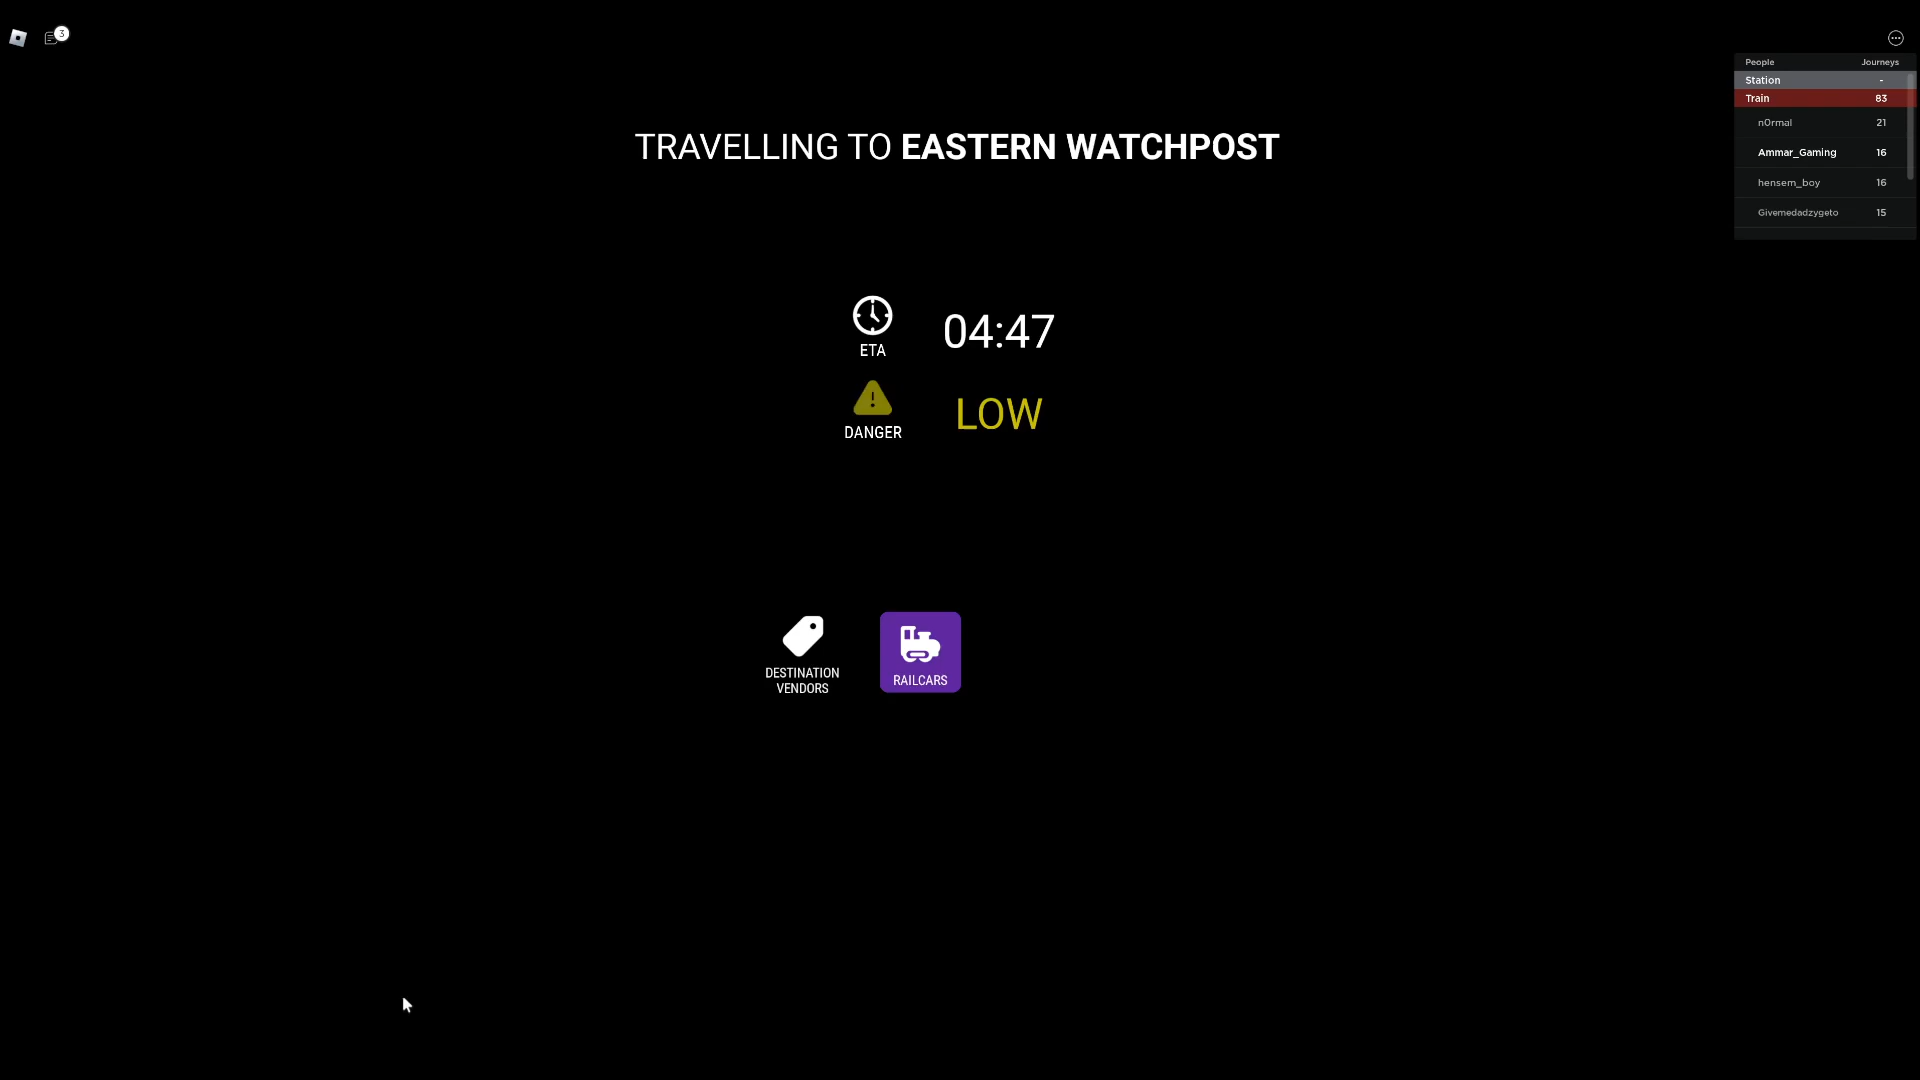 3
People Journeys
Station -
Train 83
n0rmal 21
Ammar_Gaming 16
hensem_boy 16
Givemedadzygeto 15
TRAVELLING TO EASTERN WATCHPOST
04:47
ETA
LOW
DANGER
DESTINATION
VENDORS
RAILCARS